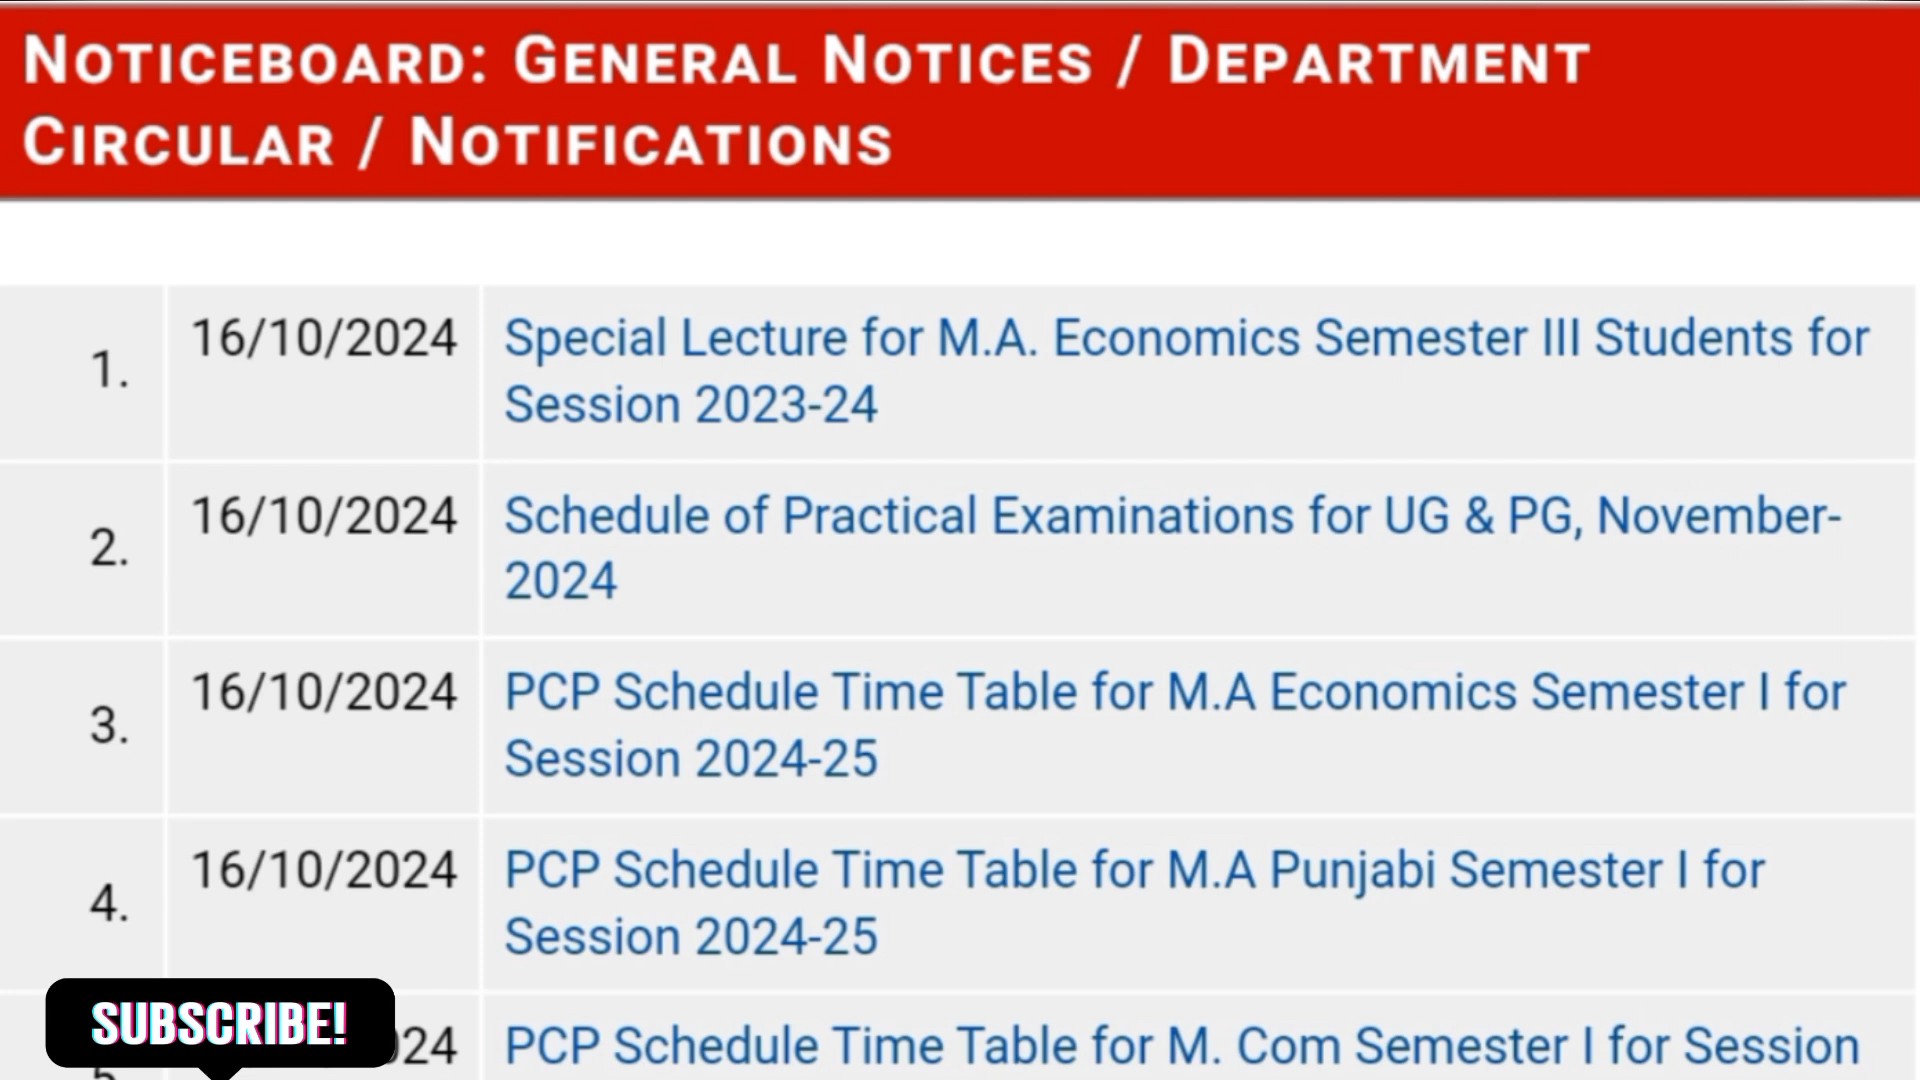 NOTICEBOARD: GENERAL NOTICES / DEPARTMENT
CIRCULAR / NOTIFICATIONS
1. 16/10/2024 Special Lecture for M.A. Economics Semester III Students for
Session 2023-24
2. 16/10/2024 Schedule of Practical Examinations for UG & PG, November-
2024
3. 16/10/2024 PCP Schedule Time Table for M.A Economics Semester I for
Session 2024-25
4. 16/10/2024 PCP Schedule Time Table for M.A Punjabi Semester I for
Session 2024-25
24 PCP Schedule Time Table for M. Com Semester I for Session
SUBSCRIBE!